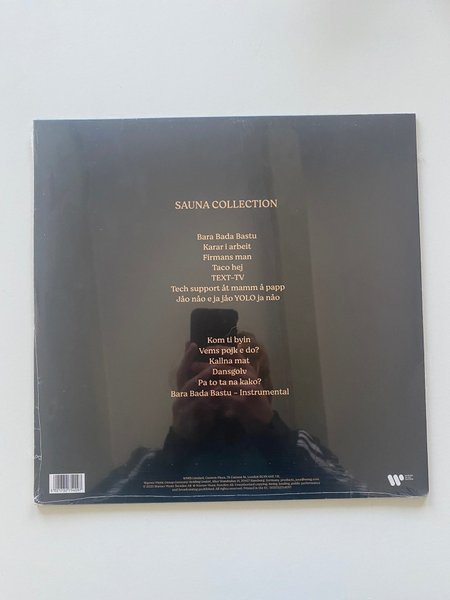 SAUNA COLLECTION
Bara Bada Bastu
Karar i arbeit
Firmans man
Taco hej
TEXT-TV
Tech support åt mamm å papp
Jåo nåo e ja jåo YOLO ja nåo
Kom ti byin
Vems pojk e do?
Kallna mat
Dansgolv
Pa to ta na kako?
Bara Bada Bastu – Instrumental